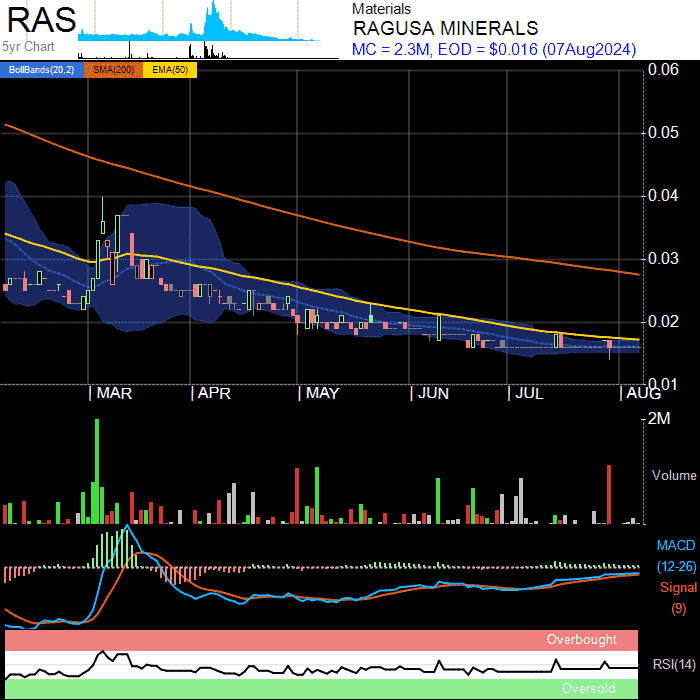 RAS
5yr Chart
Materials
RAGUSA MINERALS
MC = 2.3M, EOD = $0.016 (07Aug2024)
BollBands(20,2) SMA(200) EMA(50)
0.06
0.05
0.04
0.03
0.02
0.01
| MAR | APR | MAY | JUN | JUL | AUG
2M
Volume
MACD
(12-26)
Signal
(9)
Overbought
RSI(14)
Oversold